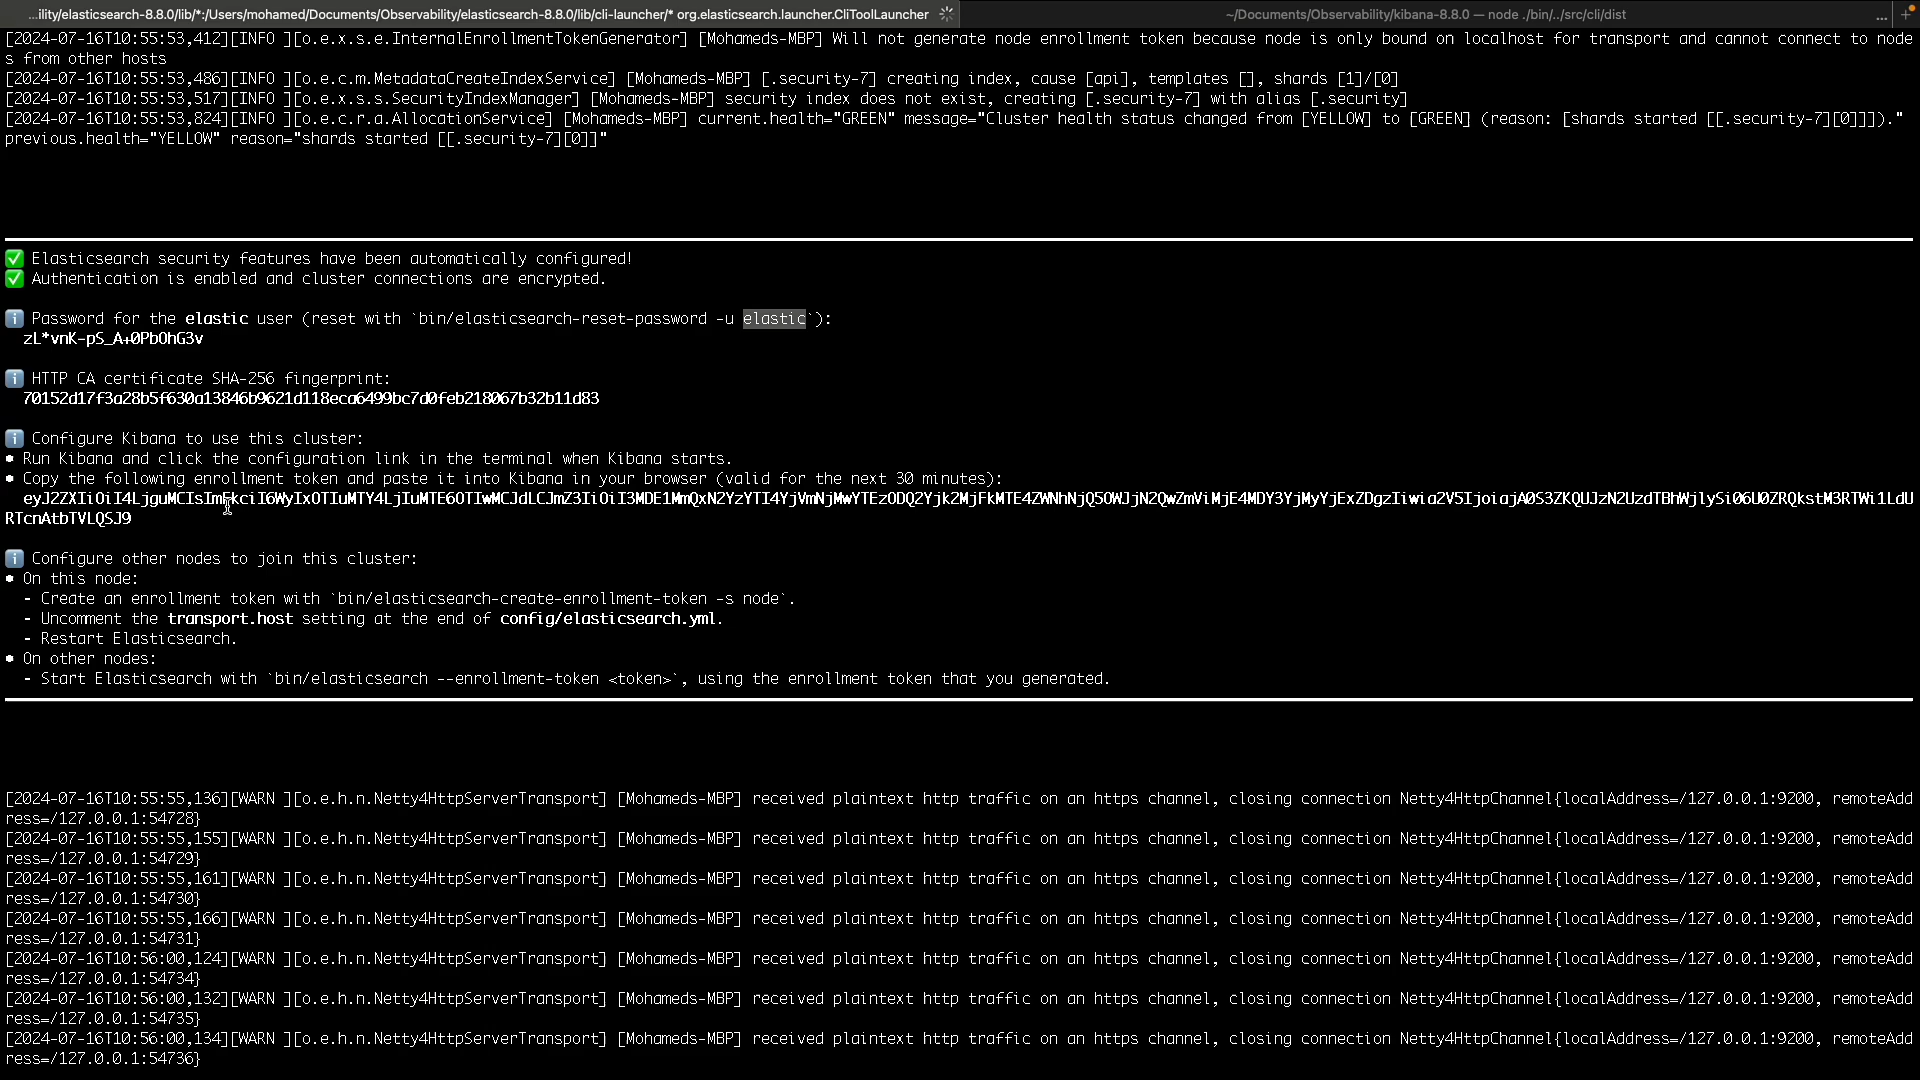 ...ility/elasticsearch-8.8.0/lib/*:/Users/mohamed/Documents/Observability/elasticsearch-8.8.0/lib/cli-launcher/* org.elasticsearch.launcher.CliToolLauncher
~/Documents/Observability/kibana-8.8.0 — node ./bin/../src/cli/dist
... +
[2024-07-16T10:55:53,412][INFO ][o.e.x.s.e.InternalEnrollmentTokenGenerator] [Mohameds-MBP] Will not generate node enrollment token because node is only bound on localhost for transport and cannot connect to node
s from other hosts
[2024-07-16T10:55:53,486][INFO ][o.e.c.m.MetadataCreateIndexService] [Mohameds-MBP] [.security-7] creating index, cause [api], templates [], shards [1]/[0]
[2024-07-16T10:55:53,517][INFO ][o.e.x.s.s.SecurityIndexManager] [Mohameds-MBP] security index does not exist, creating [.security-7] with alias [.security]
[2024-07-16T10:55:53,824][INFO ][o.e.c.r.a.AllocationService] [Mohameds-MBP] current.health="GREEN" message="Cluster health status changed from [YELLOW] to [GREEN] (reason: [shards started [[.security-7][0]]])."
previous.health="YELLOW" reason="shards started [[.security-7][0]]"
✅ Elasticsearch security features have been automatically configured!
✅ Authentication is enabled and cluster connections are encrypted.
ℹ️ Password for the elastic user (reset with `bin/elasticsearch-reset-password -u elastic`):
zL*vnK-pS_A+0PbOhG3v
ℹ️ HTTP CA certificate SHA-256 fingerprint:
70152d17f3a28b5f630a13846b9621d118eca6499bc7d0feb218067b32b11d83
ℹ️ Configure Kibana to use this cluster:
• Run Kibana and click the configuration link in the terminal when Kibana starts.
• Copy the following enrollment token and paste it into Kibana in your browser (valid for the next 30 minutes):
RTcnAtbTVLQSJ9
ℹ️ Configure other nodes to join this cluster:
• On this node:
- Create an enrollment token with `bin/elasticsearch-create-enrollment-token -s node`.
- Uncomment the transport.host setting at the end of config/elasticsearch.yml.
- Restart Elasticsearch.
• On other nodes:
- Start Elasticsearch with `bin/elasticsearch --enrollment-token <token>`, using the enrollment token that you generated.
[2024-07-16T10:55:55,136][WARN ][o.e.h.n.Netty4HttpServerTransport] [Mohameds-MBP] received plaintext http traffic on an https channel, closing connection Netty4HttpChannel{localAddress=/127.0.0.1:9200, remoteAdd
ress=/127.0.0.1:54728}
[2024-07-16T10:55:55,155][WARN ][o.e.h.n.Netty4HttpServerTransport] [Mohameds-MBP] received plaintext http traffic on an https channel, closing connection Netty4HttpChannel{localAddress=/127.0.0.1:9200, remoteAdd
ress=/127.0.0.1:54729}
[2024-07-16T10:55:55,161][WARN ][o.e.h.n.Netty4HttpServerTransport] [Mohameds-MBP] received plaintext http traffic on an https channel, closing connection Netty4HttpChannel{localAddress=/127.0.0.1:9200, remoteAdd
ress=/127.0.0.1:54730}
[2024-07-16T10:55:55,166][WARN ][o.e.h.n.Netty4HttpServerTransport] [Mohameds-MBP] received plaintext http traffic on an https channel, closing connection Netty4HttpChannel{localAddress=/127.0.0.1:9200, remoteAdd
ress=/127.0.0.1:54731}
[2024-07-16T10:56:00,124][WARN ][o.e.h.n.Netty4HttpServerTransport] [Mohameds-MBP] received plaintext http traffic on an https channel, closing connection Netty4HttpChannel{localAddress=/127.0.0.1:9200, remoteAdd
ress=/127.0.0.1:54734}
[2024-07-16T10:56:00,132][WARN ][o.e.h.n.Netty4HttpServerTransport] [Mohameds-MBP] received plaintext http traffic on an https channel, closing connection Netty4HttpChannel{localAddress=/127.0.0.1:9200, remoteAdd
ress=/127.0.0.1:54735}
[2024-07-16T10:56:00,134][WARN ][o.e.h.n.Netty4HttpServerTransport] [Mohameds-MBP] received plaintext http traffic on an https channel, closing connection Netty4HttpChannel{localAddress=/127.0.0.1:9200, remoteAdd
ress=/127.0.0.1:54736}